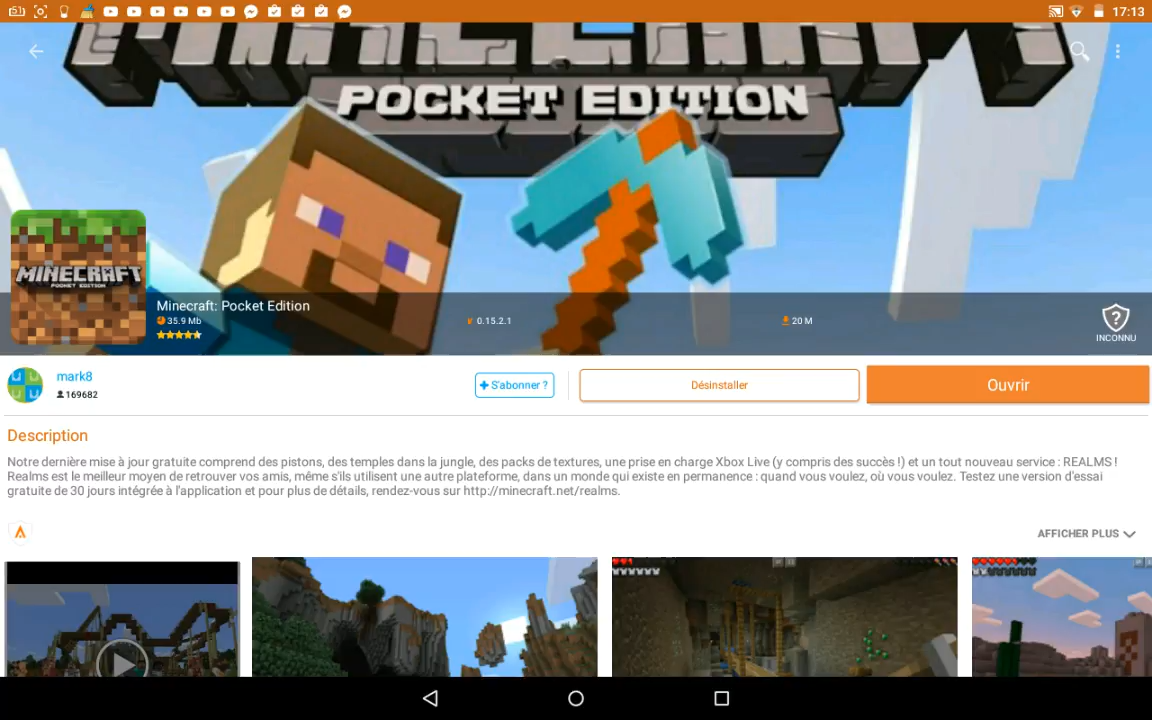 51
17:13
MINECRAFT
POCKET EDITION
MINECRAFT
POCKET EDITION
Minecraft: Pocket Edition
35.9 Mb
0.15.2.1
20 M
INCONNU
mark8
169682
+ S'abonner ?
Désinstaller
Ouvrir
Description
Notre dernière mise à jour gratuite comprend des pistons, des temples dans la jungle, des packs de textures, une prise en charge Xbox Live (y compris des succès !) et un tout nouveau service : REALMS !
Realms est le meilleur moyen de retrouver vos amis, même s'ils utilisent une autre plateforme, dans un monde qui existe en permanence : quand vous voulez, où vous voulez. Testez une version d'essai
gratuite de 30 jours intégrée à l'application et pour plus de détails, rendez-vous sur http://minecraft.net/realms.
AFFICHER PLUS